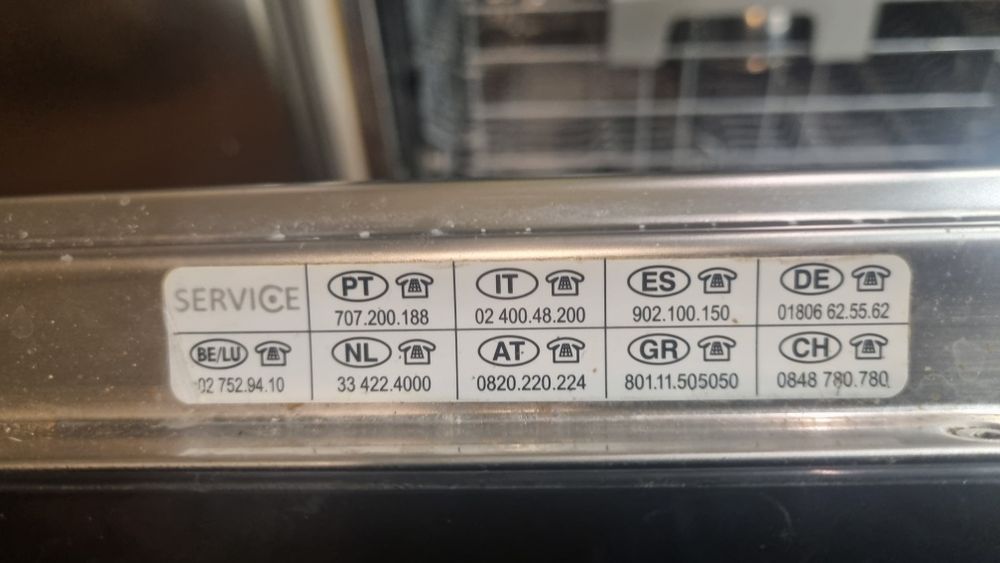 SERVICE
PT
707.200.188
IT
02 400.48.200
ES
902.100.150
DE
01806 62.55.62
BE/LU
02 752.94.10
NL
33 422.4000
AT
0820.220.224
GR
801.11.505050
CH
0848 780.780